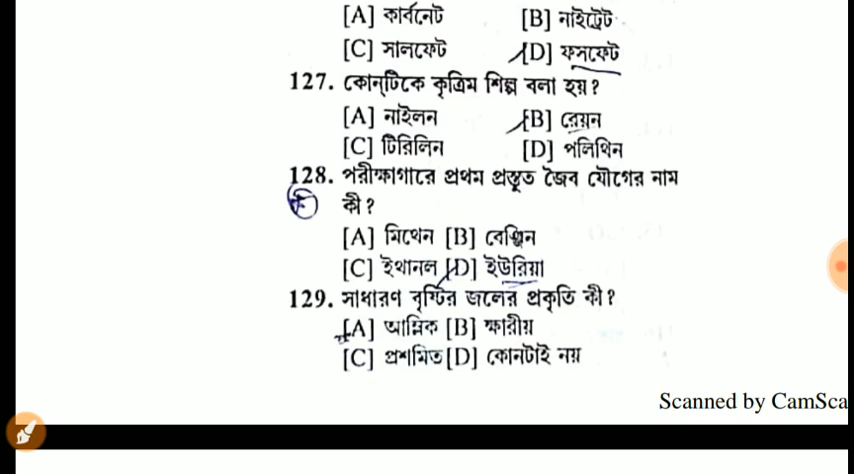 [A] কার্বনেট [B] নাইট্রেট
[C] সালফেট [D] ফসফেট
127. কোন্‌টিকে কৃত্রিম শিল্প বলা হয়?
[A] নাইলন [B] রেয়ন
[C] টিরিলিন [D] পলিথিন
128. পরীক্ষাগারে প্রথম প্রস্তুত জৈব যৌগের নাম
কী?
[A] মিথেন [B] বেঞ্জিন
[C] ইথানল [D] ইউরিয়া
129. সাধারণ বৃষ্টির জলের প্রকৃতি কী?
[A] আম্লিক [B] ক্ষারীয়
[C] প্রশমিত [D] কোনটাই নয়
Scanned by CamSca